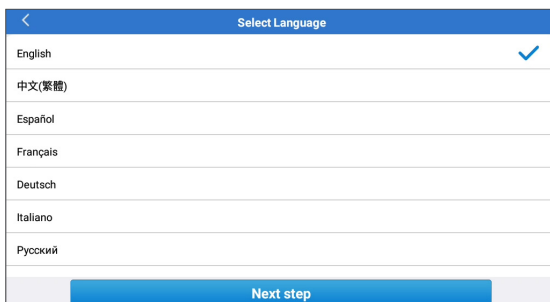 Select Language
English
中文(繁體)
Español
Français
Deutsch
Italiano
Русский
Next step